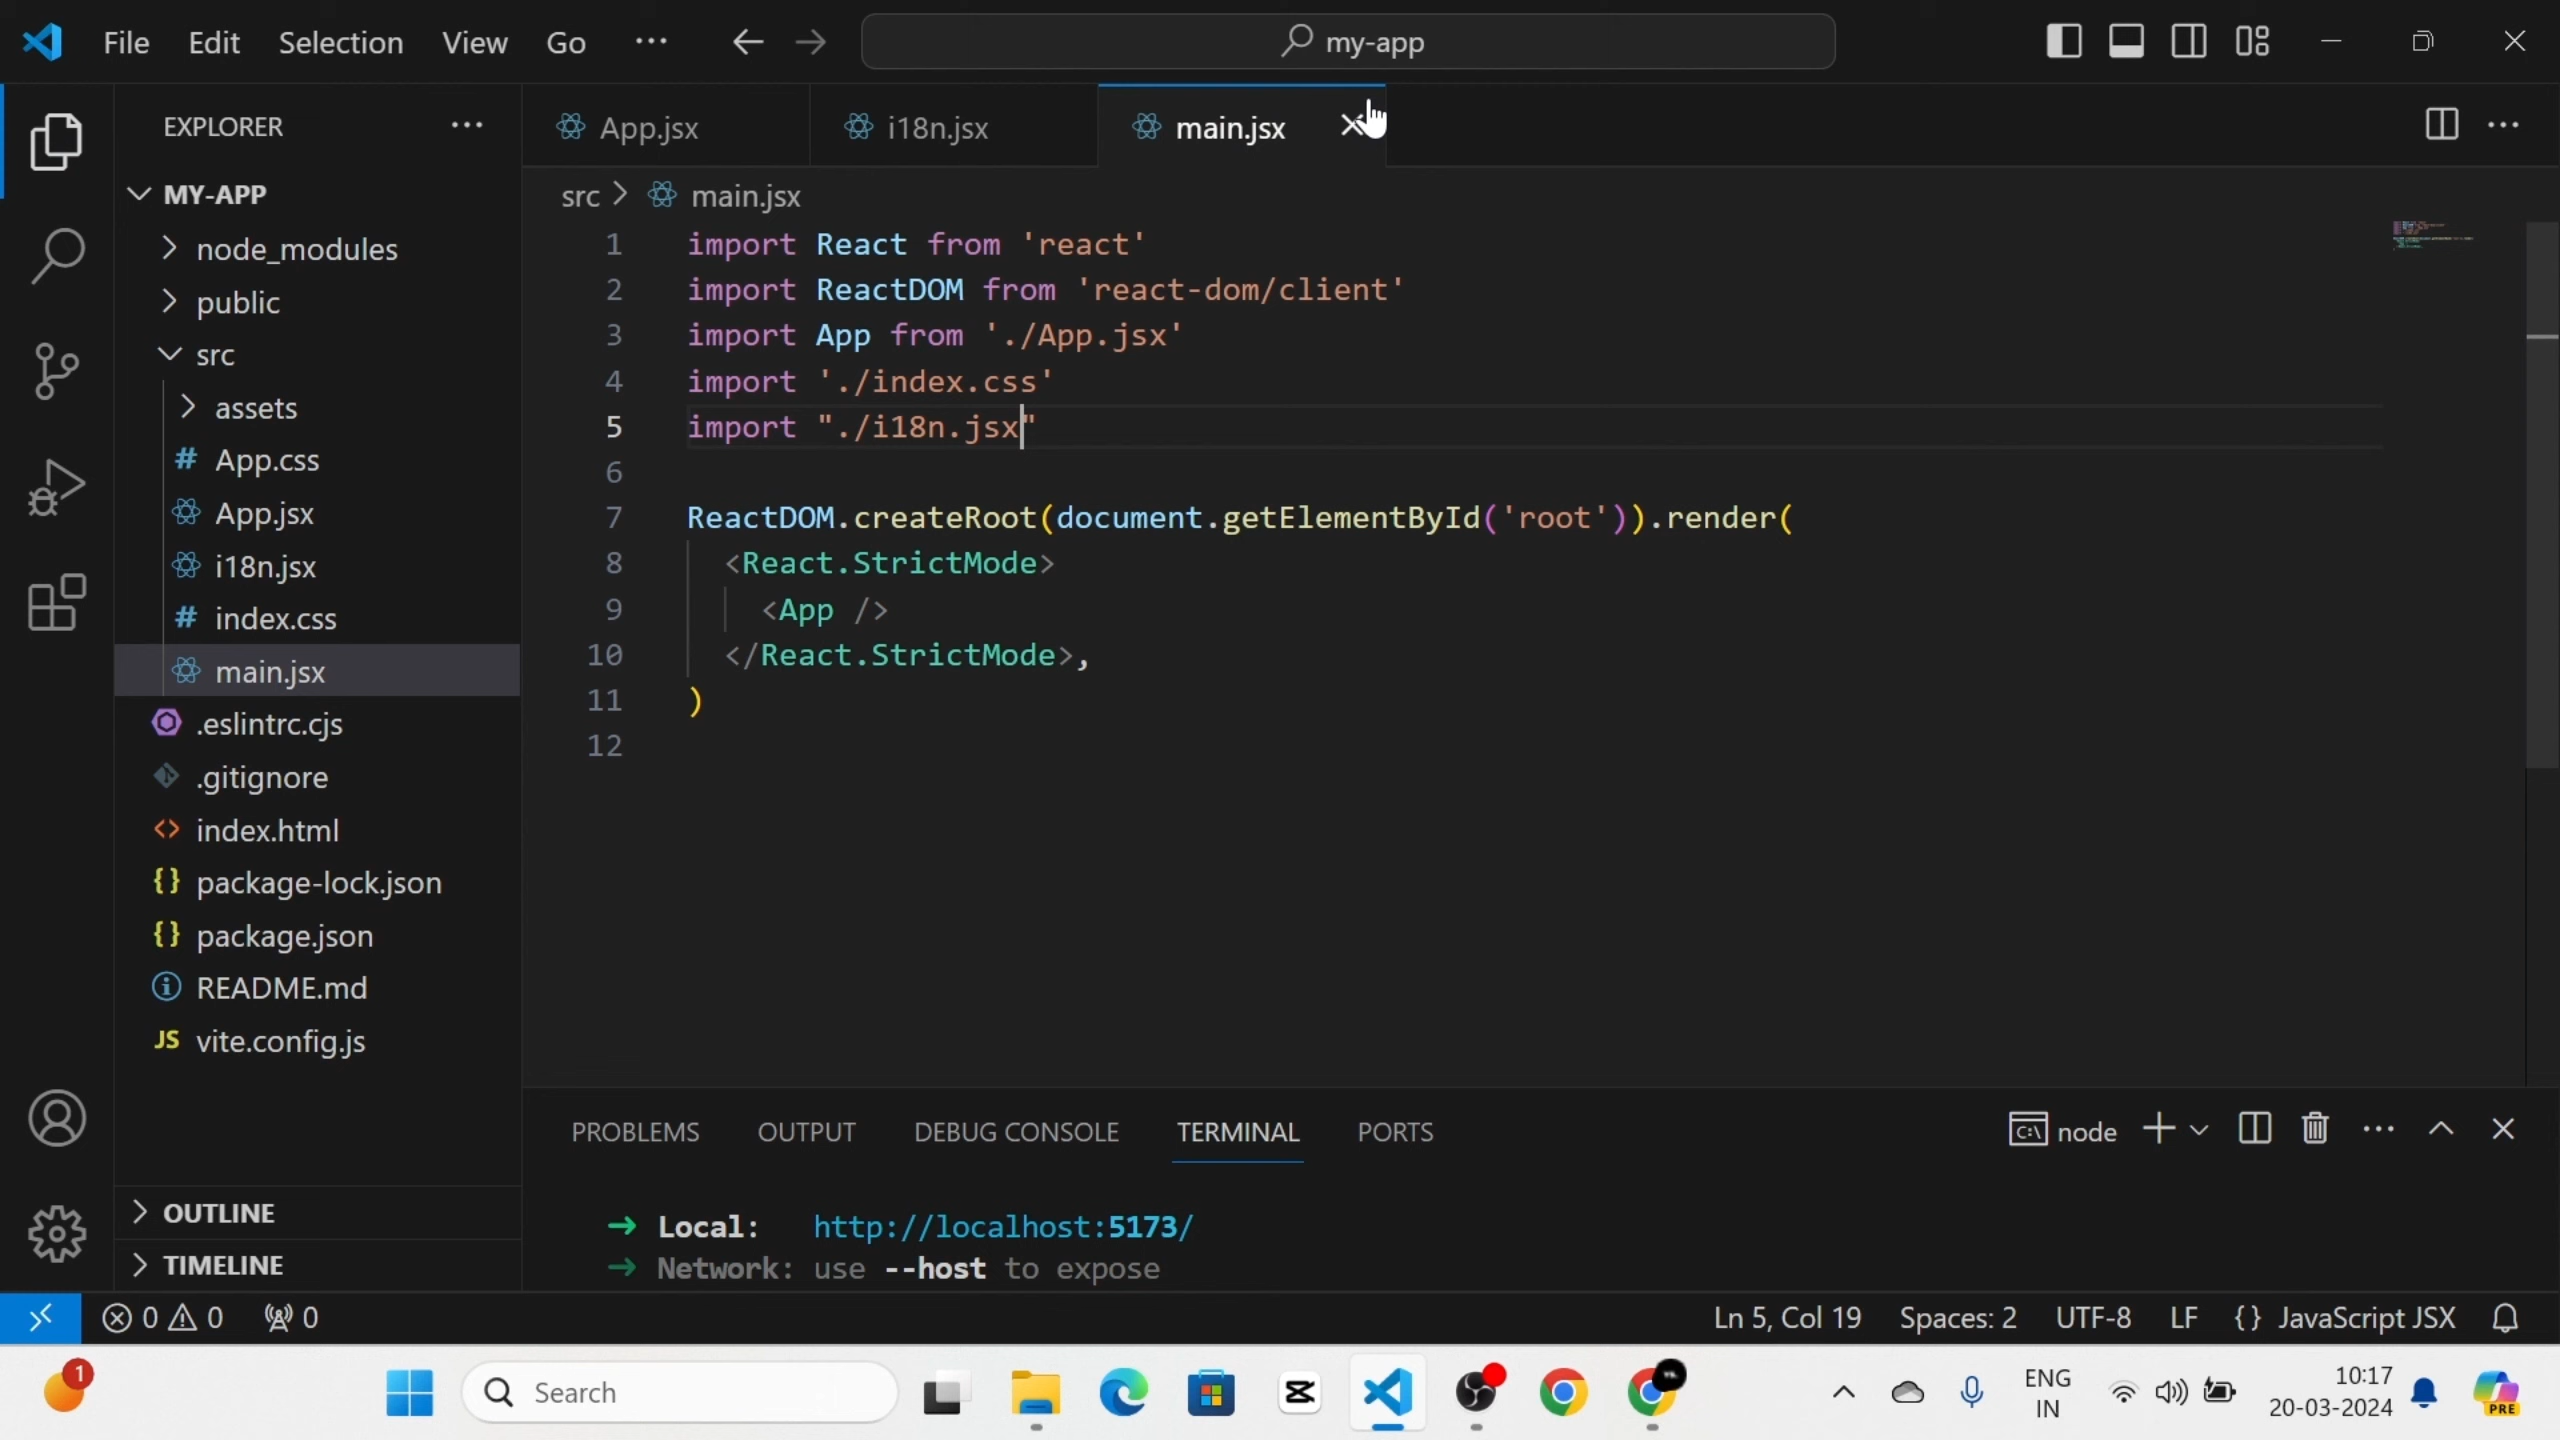 File Edit Selection View Go ··· my-app
EXPLORER ···
MY-APP
node_modules
public
src
assets
# App.css
App.jsx
i18n.jsx
# index.css
main.jsx
.eslintrc.cjs
.gitignore
<> index.html
{} package-lock.json
{} package.json
README.md
JS vite.config.js
OUTLINE
TIMELINE
App.jsx i18n.jsx main.jsx
src > main.jsx
1 import React from 'react'
2 import ReactDOM from 'react-dom/client'
3 import App from './App.jsx'
4 import './index.css'
5 import "./i18n.jsx"
6
7 ReactDOM.createRoot(document.getElementById('root')).render(
8 <React.StrictMode>
9 <App />
10 </React.StrictMode>,
11 )
12
PROBLEMS OUTPUT DEBUG CONSOLE TERMINAL PORTS node
➜ Local: http://localhost:5173/
➜ Network: use --host to expose
0 0 0 Ln 5, Col 19 Spaces: 2 UTF-8 LF {} JavaScript JSX
1 Search ENG IN 10:17 PRE
20-03-2024